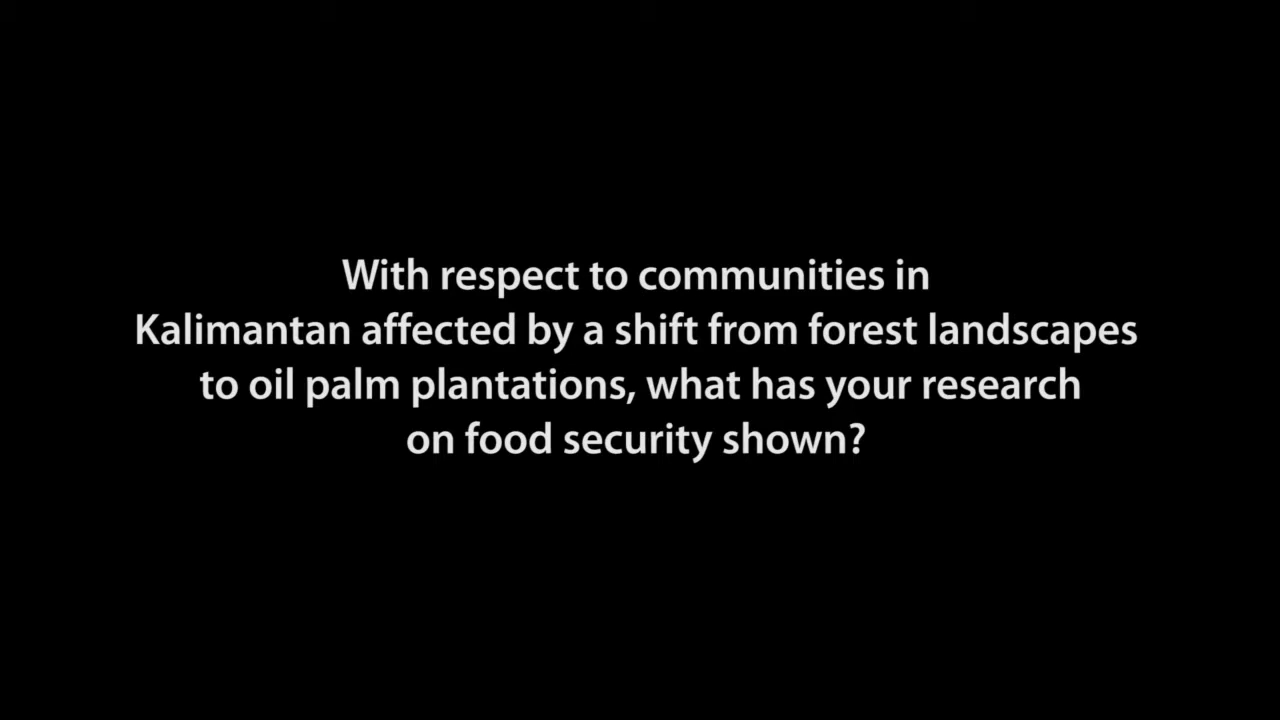 With respect to communities in
Kalimantan affected by a shift from forest landscapes
to oil palm plantations, what has your research
on food security shown?